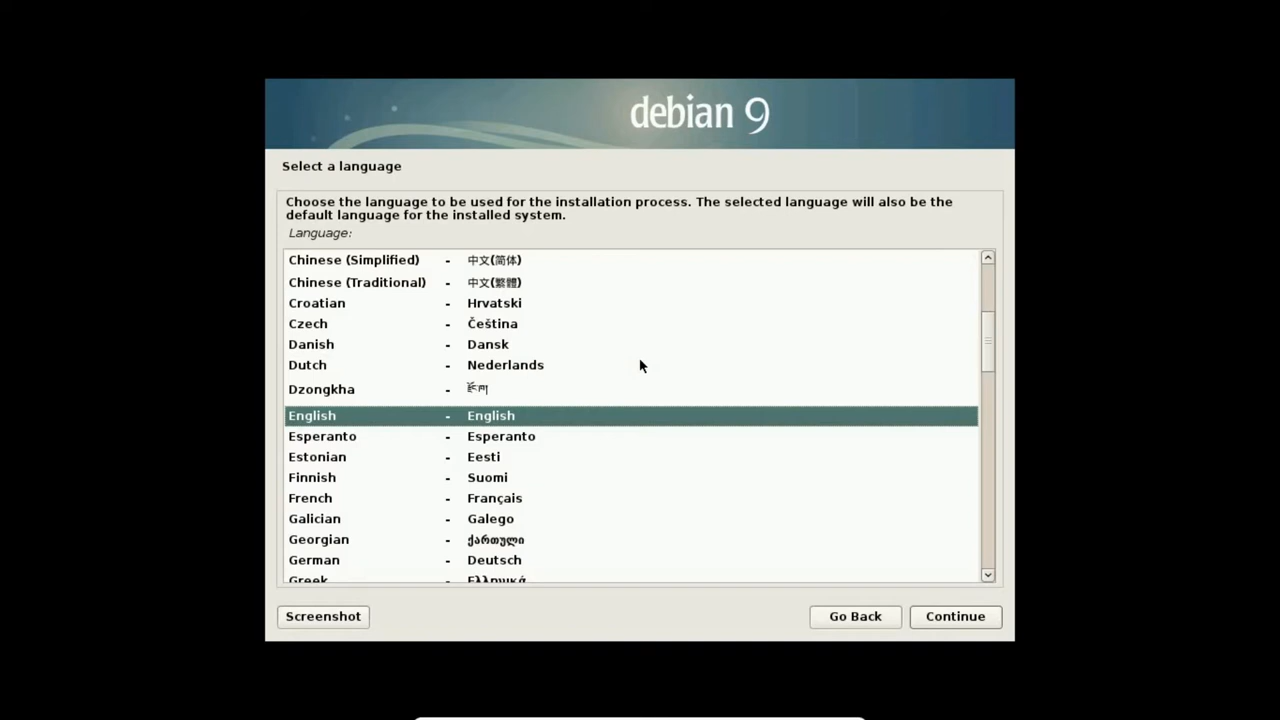 debian 9
Select a language
Choose the language to be used for the installation process. The selected language will also be the
default language for the installed system.
Language:
Chinese (Simplified) - 中文(简体)
Chinese (Traditional) - 中文(繁體)
Croatian - Hrvatski
Czech - Čeština
Danish - Dansk
Dutch - Nederlands
Dzongkha - རྫོང་ཁ།
English - English
Esperanto - Esperanto
Estonian - Eesti
Finnish - Suomi
French - Français
Galician - Galego
Georgian - ქართული
German - Deutsch
Greek - Ελληνικά
Screenshot Go Back Continue